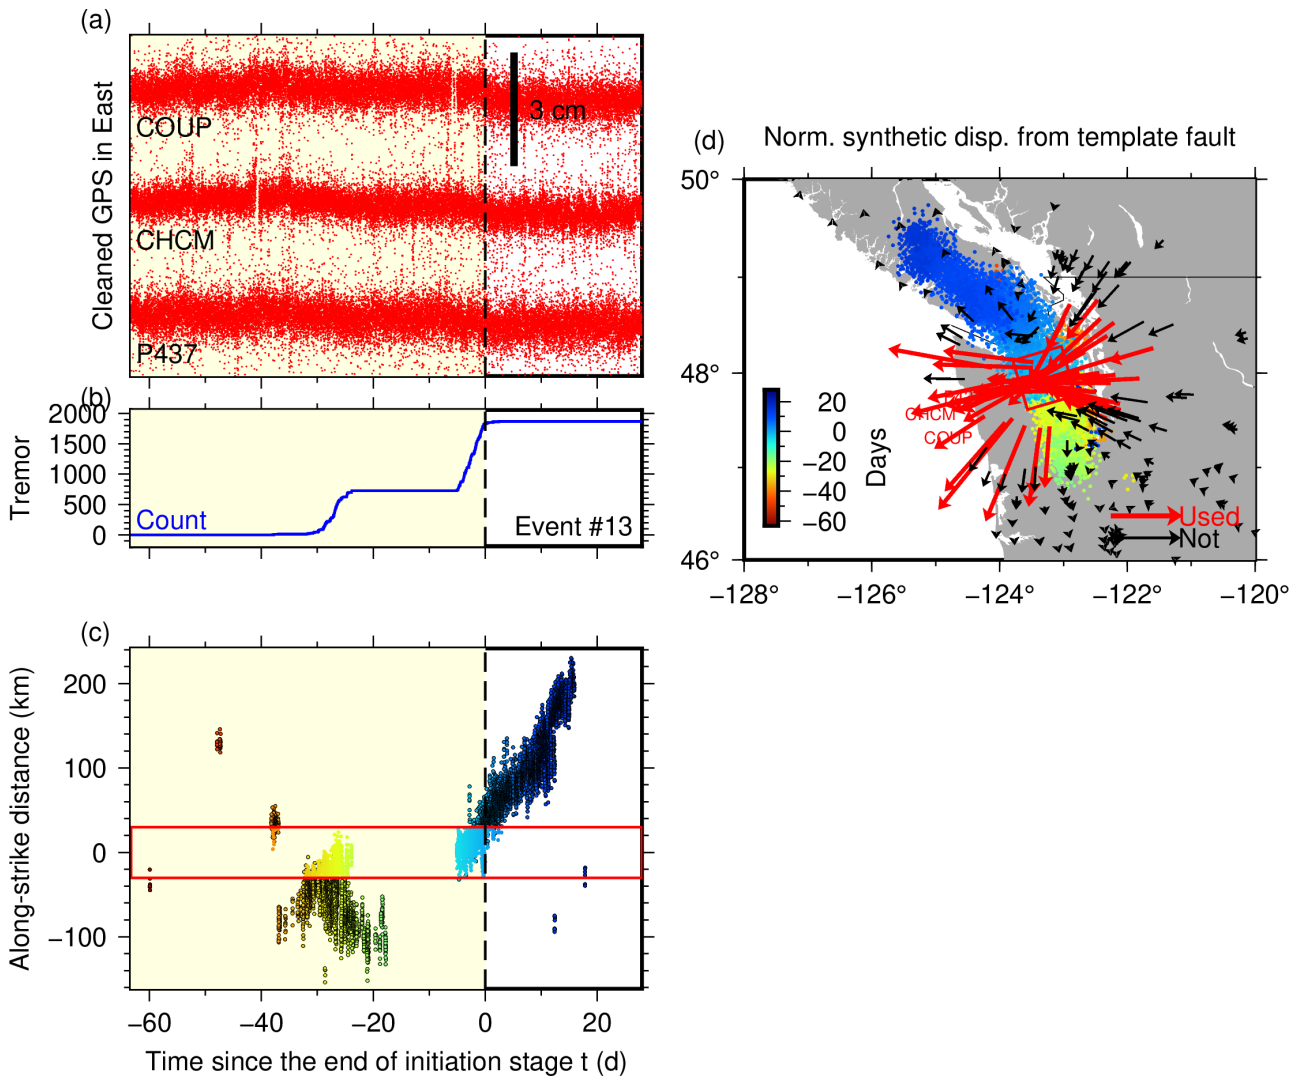 (a)
Cleaned GPS in East
COUP
3 cm
CHCM
P437
(b)
Tremor
2000
1500
1000
500
0
Count
Event #13
(c)
Along-strike distance (km)
200
100
0
−100
−60
−40
−20
0
20
Time since the end of initiation stage t (d)
(d)
Norm. synthetic disp. from template fault
50°
48°
46°
−128°
−126°
−124°
−122°
−120°
20
0
−20
−40
−60
Days
CHCM
COUP
Used
Not